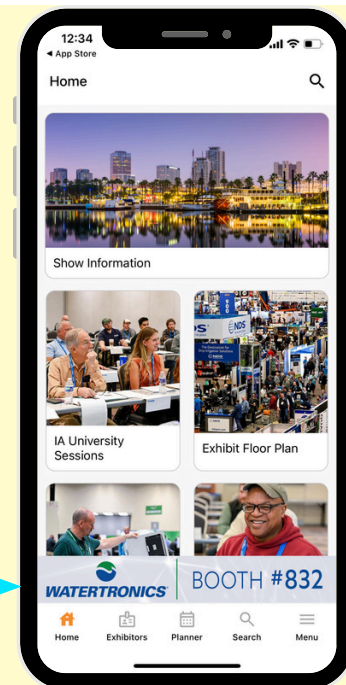 12:34
◀ App Store
Home
Show Information
NDS
IA University
Sessions
Exhibit Floor Plan
WATERTRONICS
BOOTH #832
Home
Exhibitors
Planner
Search
Menu